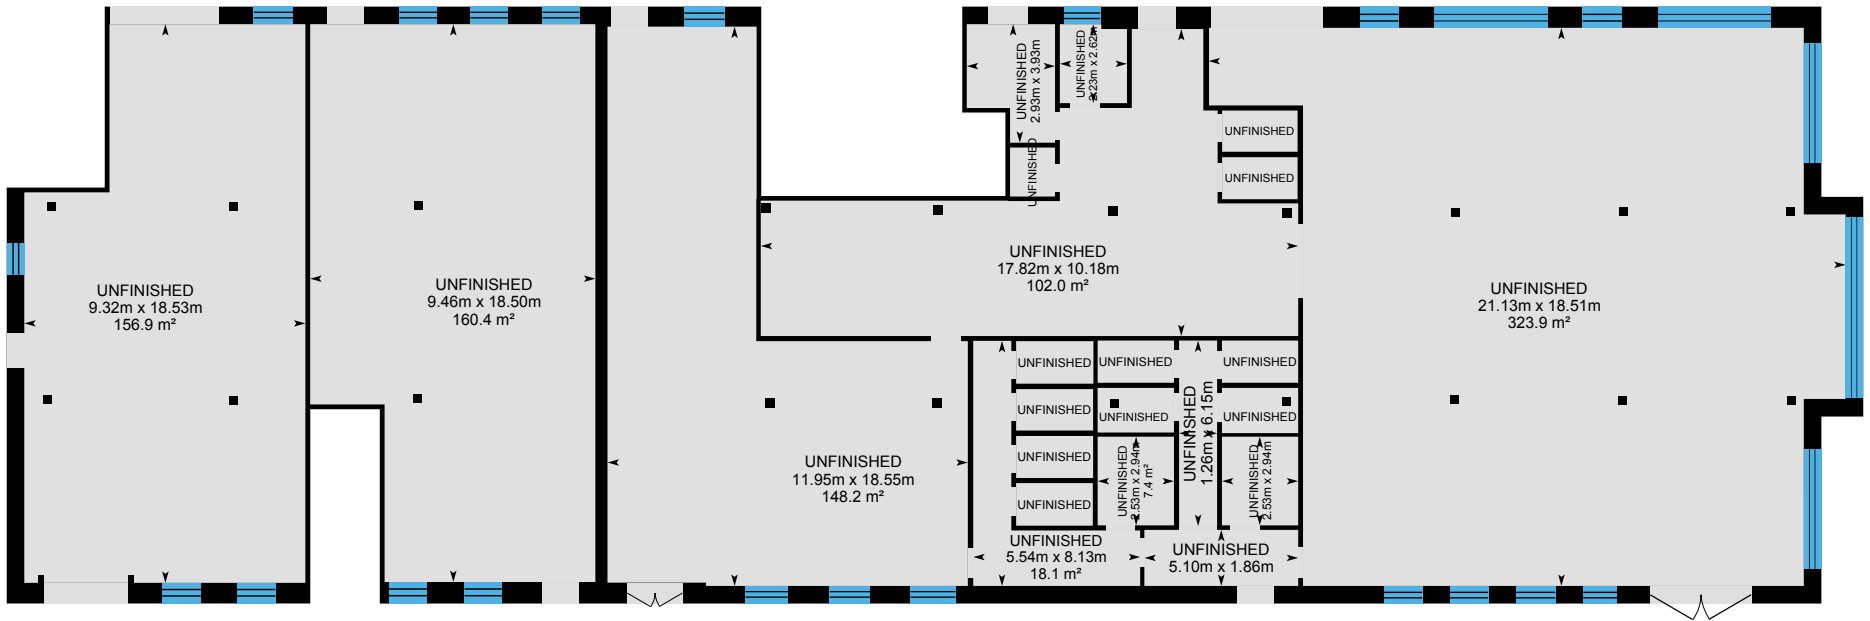 UNFINISHED
9.32m x 18.53m
156.9 m²
UNFINISHED
9.46m x 18.50m
160.4 m²
UNFINISHED
11.95m x 18.55m
148.2 m²
UNFINISHED
2.93m x 3.93m
UNFINISHED
2.23m x 2.62m
UNFINISHED
UNFINISHED
UNFINISHED
UNFINISHED
17.82m x 10.18m
102.0 m²
UNFINISHED
21.13m x 18.51m
323.9 m²
UNFINISHED
UNFINISHED
UNFINISHED
UNFINISHED
UNFINISHED
UNFINISHED
UNFINISHED
2.53m x 2.94m
7.4 m²
UNFINISHED
1.26m x 6.15m
UNFINISHED
UNFINISHED
UNFINISHED
2.53m x 2.94m
UNFINISHED
5.54m x 8.13m
18.1 m²
UNFINISHED
5.10m x 1.86m